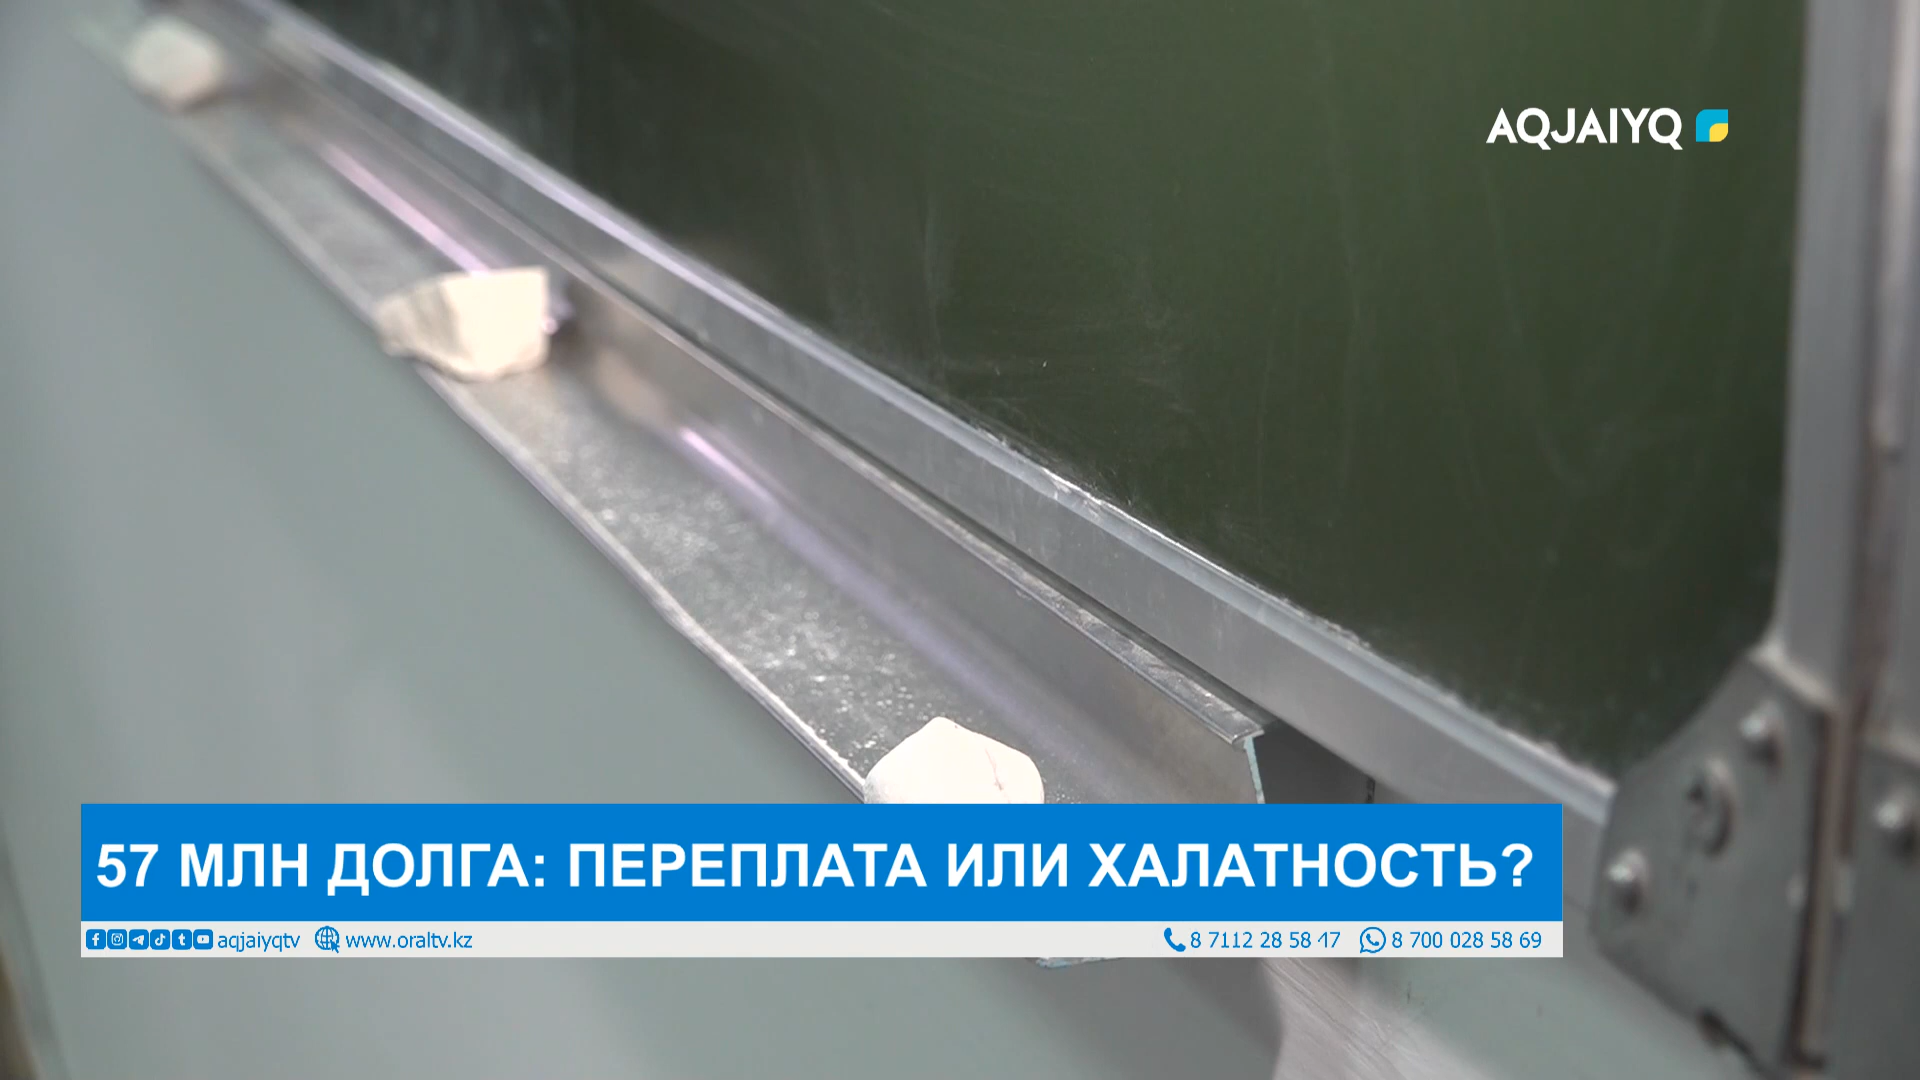 AQJAIYQ
57 МЛН ДОЛГА: ПЕРЕПЛАТА ИЛИ ХАЛАТНОСТЬ?
aqjaiyqtv www.oraltv.kz 8 7112 28 58 47 8 700 028 58 69